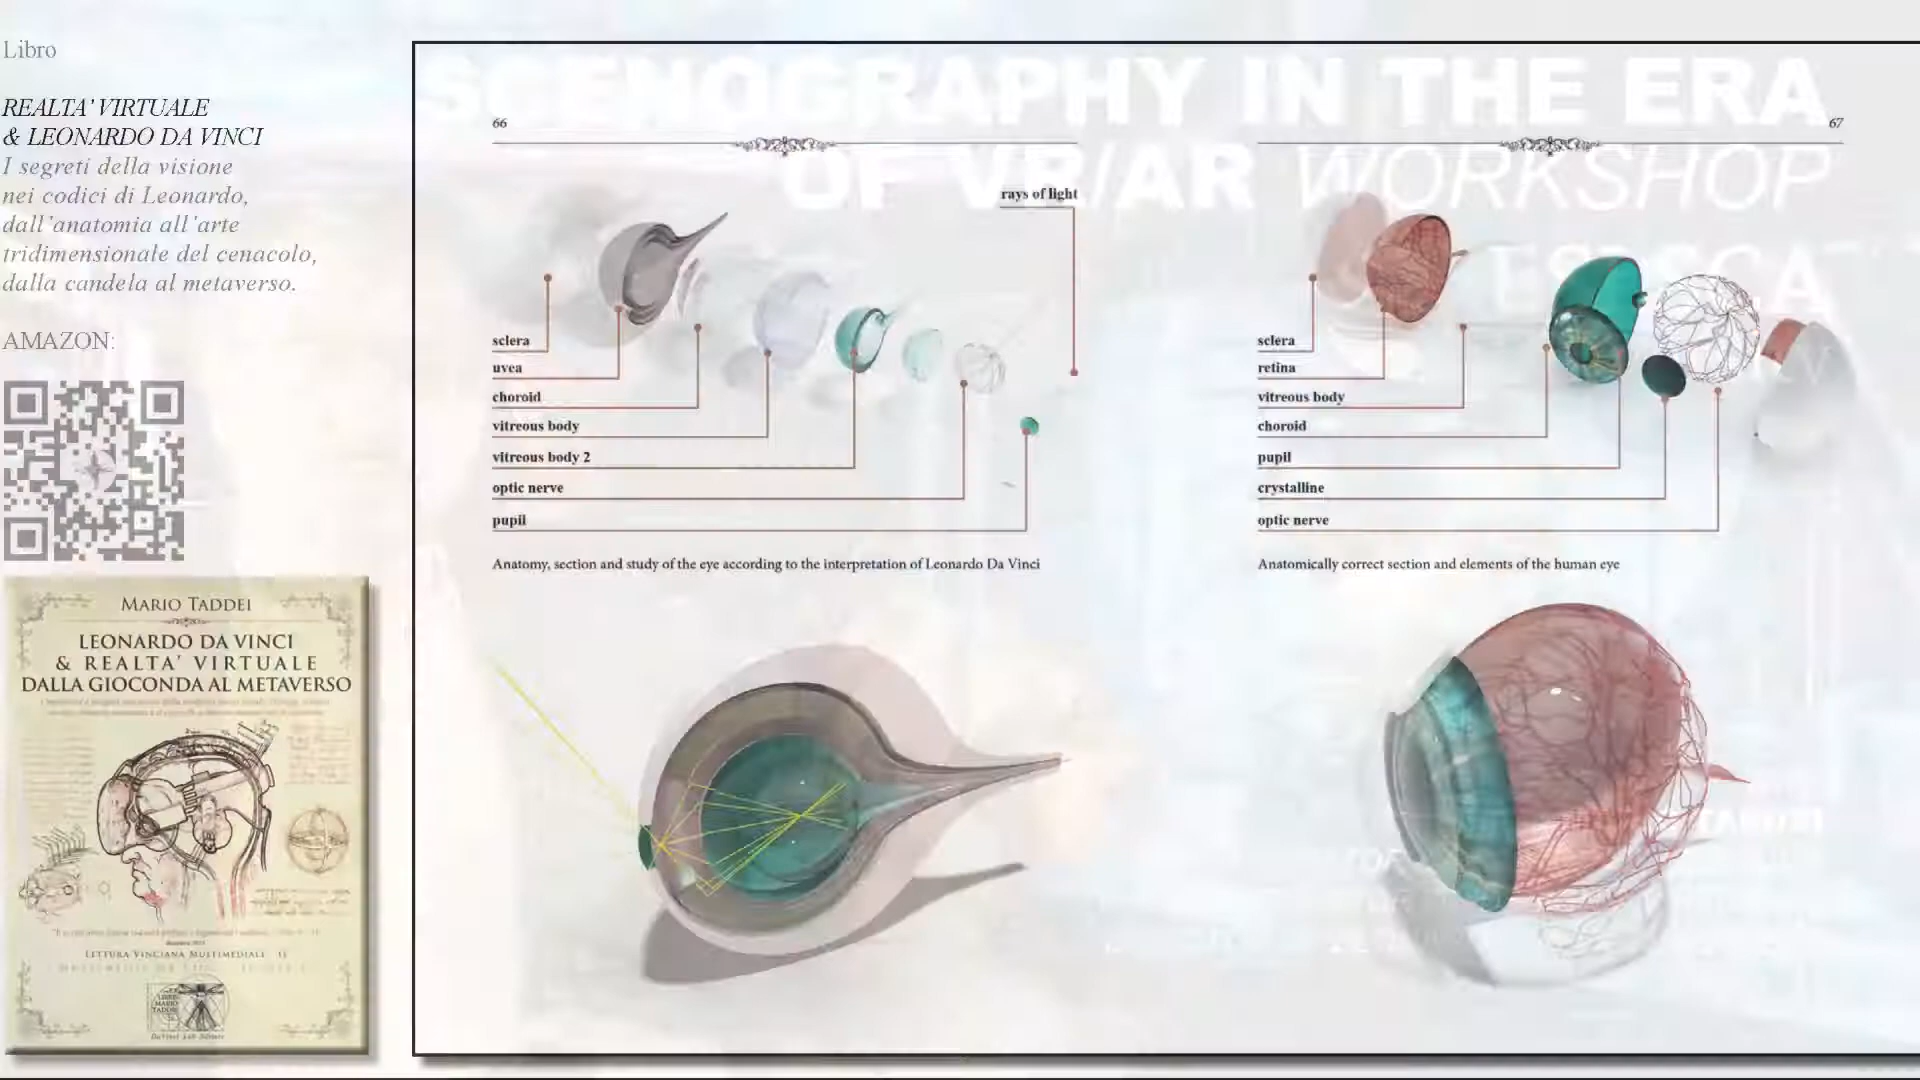 Libro
REALTA' VIRTUALE
& LEONARDO DA VINCI
I segreti della visione
nei codici di Leonardo,
dall'anatomia all'arte
tridimensionale del cenacolo,
dalla candela al metaverso.
AMAZON:
MARIO TADDEI
LEONARDO DA VINCI
& REALTA' VIRTUALE
DALLA GIOCONDA AL METAVERSO
LETTURA VINCIANA MULTIMEDIALE
SCENOGRAPHY IN THE ERA
OF VR/AR WORKSHOP
66
rays of light
sclera
uvea
choroid
vitreous body
vitreous body 2
optic nerve
pupil
Anatomy, section and study of the eye according to the interpretation of Leonardo Da Vinci
67
sclera
retina
vitreous body
choroid
pupil
crystalline
optic nerve
Anatomically correct section and elements of the human eye